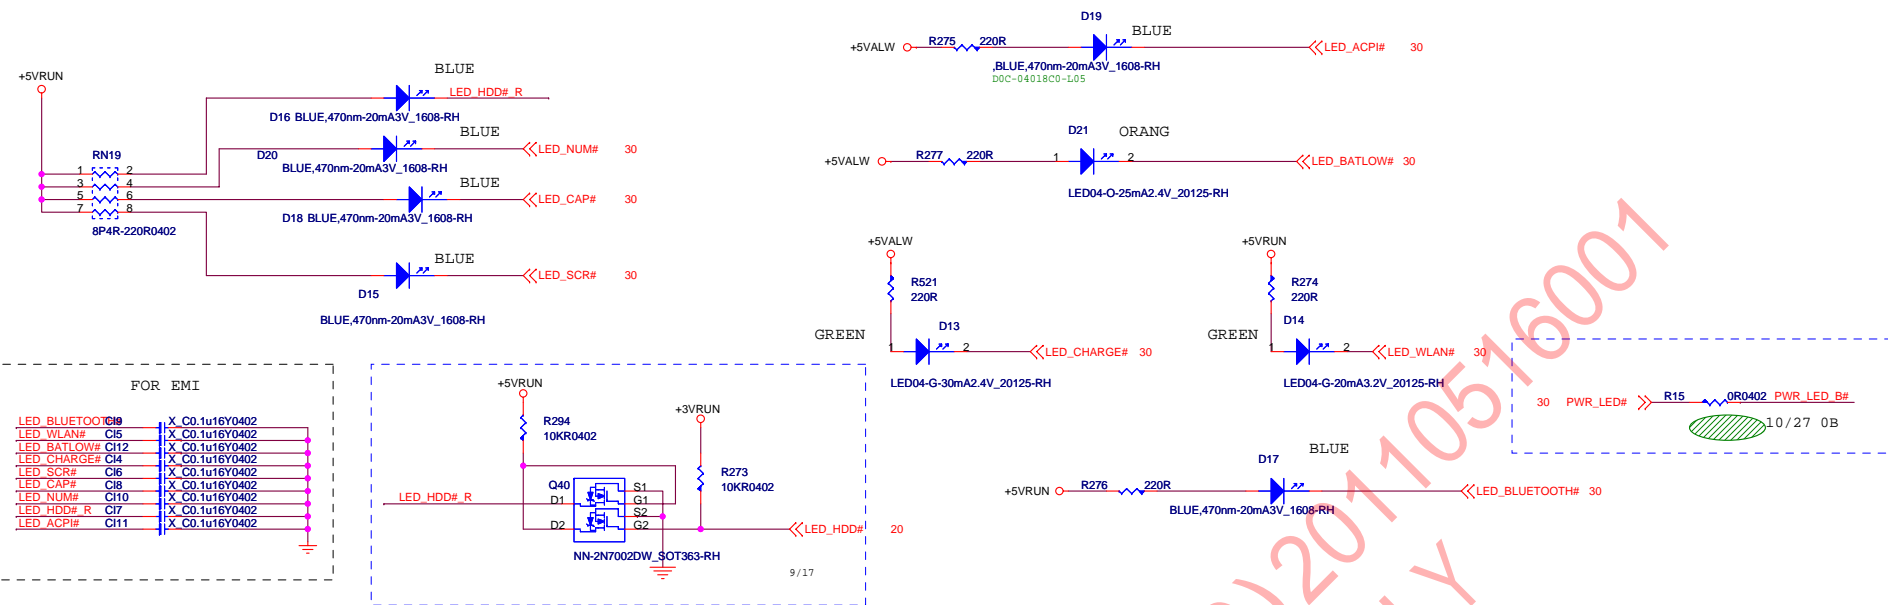 D19
BLUE
+5VALW
R275
220R
LED_ACPI#
30
,BLUE,470nm-20mA3V_1608-RH
D0C-04018C0-L05
+5VRUN
BLUE
LED_HDD#_R
D16 BLUE,470nm-20mA3V_1608-RH
BLUE
D20
LED_NUM#
30
BLUE,470nm-20mA3V_1608-RH
RN19
1
2
3
4
5
6
7
8
8P4R-220R0402
BLUE
LED_CAP#
30
D18 BLUE,470nm-20mA3V_1608-RH
BLUE
LED_SCR#
30
D15
BLUE,470nm-20mA3V_1608-RH
D21
ORANG
+5VALW
R277
220R
1
2
LED_BATLOW#
30
LED04-O-25mA2.4V_20125-RH
+5VALW
R521
220R
GREEN
D13
1
2
LED_CHARGE#
30
LED04-G-30mA2.4V_20125-RH
+5VRUN
R274
220R
GREEN
D14
1
2
LED_WLAN#
30
LED04-G-20mA3.2V_20125-RH
FOR EMI
LED_BLUETOOTH# CI9 X_C0.1u16Y0402
LED_WLAN# CI5 X_C0.1u16Y0402
LED_BATLOW# CI12 X_C0.1u16Y0402
LED_CHARGE# CI4 X_C0.1u16Y0402
LED_SCR# CI6 X_C0.1u16Y0402
LED_CAP# CI8 X_C0.1u16Y0402
LED_NUM# CI10 X_C0.1u16Y0402
LED_HDD#_R CI7 X_C0.1u16Y0402
LED_ACPI# CI11 X_C0.1u16Y0402
+5VRUN
R294
10KR0402
+3VRUN
R273
10KR0402
LED_HDD#_R
Q40
D1
D2
S1
G1
S2
G2
LED_HDD#
20
NN-2N7002DW_SOT363-RH
9/17
30
PWR_LED#
R15
0R0402
PWR_LED_B#
10/27 0B
BLUE
D17
+5VRUN
R276
220R
LED_BLUETOOTH#
30
BLUE,470nm-20mA3V_1608-RH
)20110516001
Y